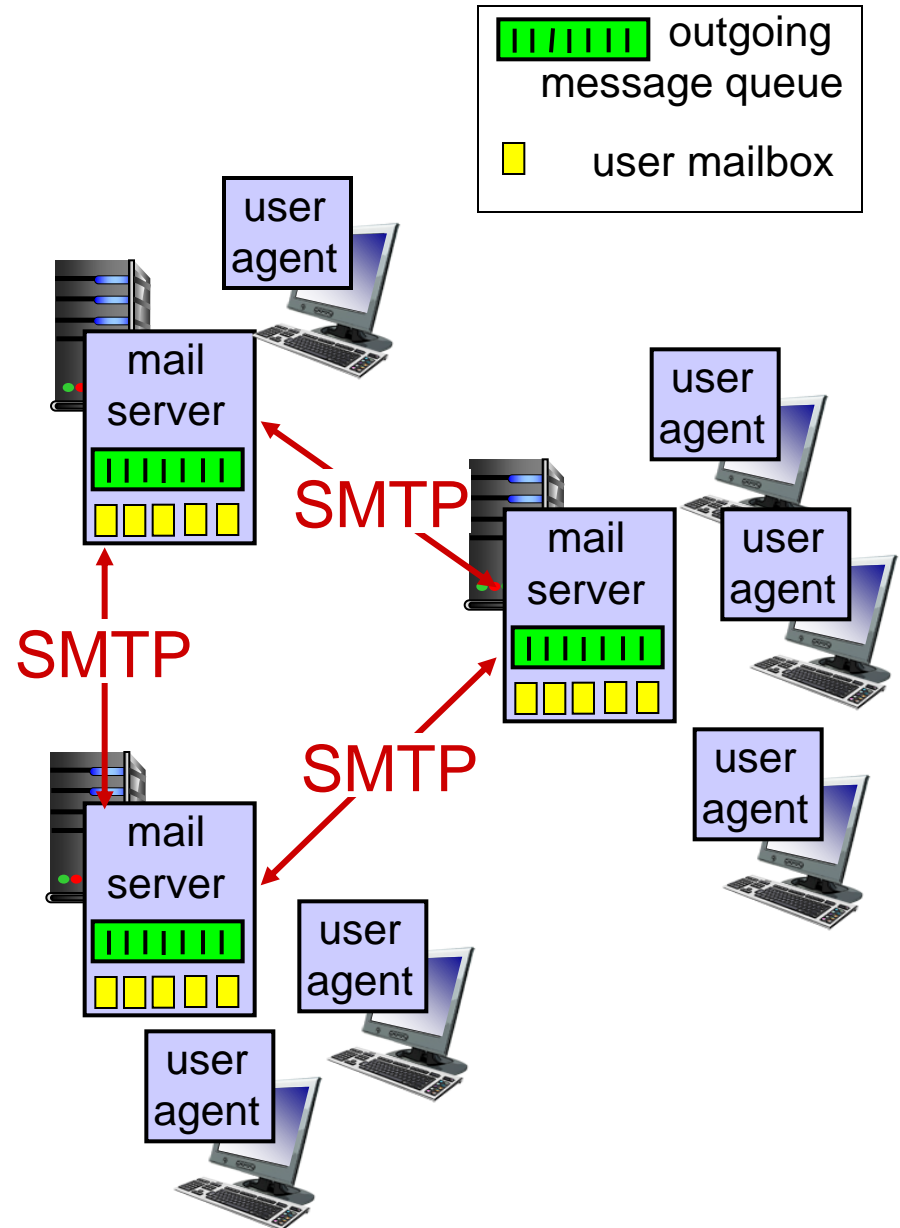 outgoing
message queue
user mailbox
user
agent
mail
server
user
agent
SMTP
mail
server
user
agent
SMTP
SMTP
user
agent
mail
server
user
agent
user
agent